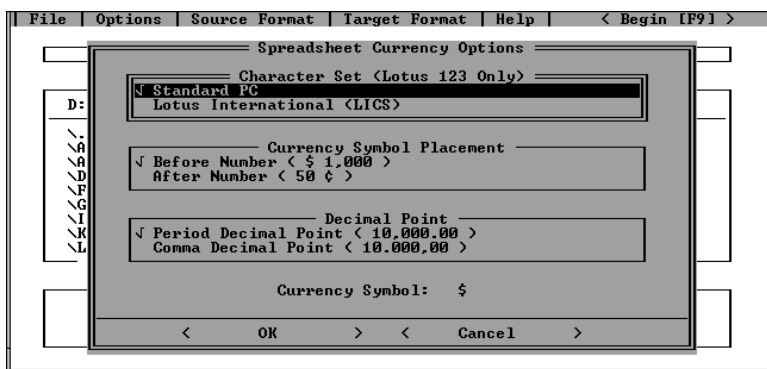 File | Options | Source Format | Target Format | Help | < Begin [F9] >
Spreadsheet Currency Options
Character Set (Lotus 123 Only)
√ Standard PC
Lotus International (LICS)
D:
\.
\A
\A
\D
\F
\G
\I
\K
\L
Currency Symbol Placement
√ Before Number ( $ 1,000 )
After Number ( 50 ¢ )
Decimal Point
√ Period Decimal Point ( 10,000.00 )
Comma Decimal Point ( 10.000,00 )
Currency Symbol: $
< OK > < Cancel >